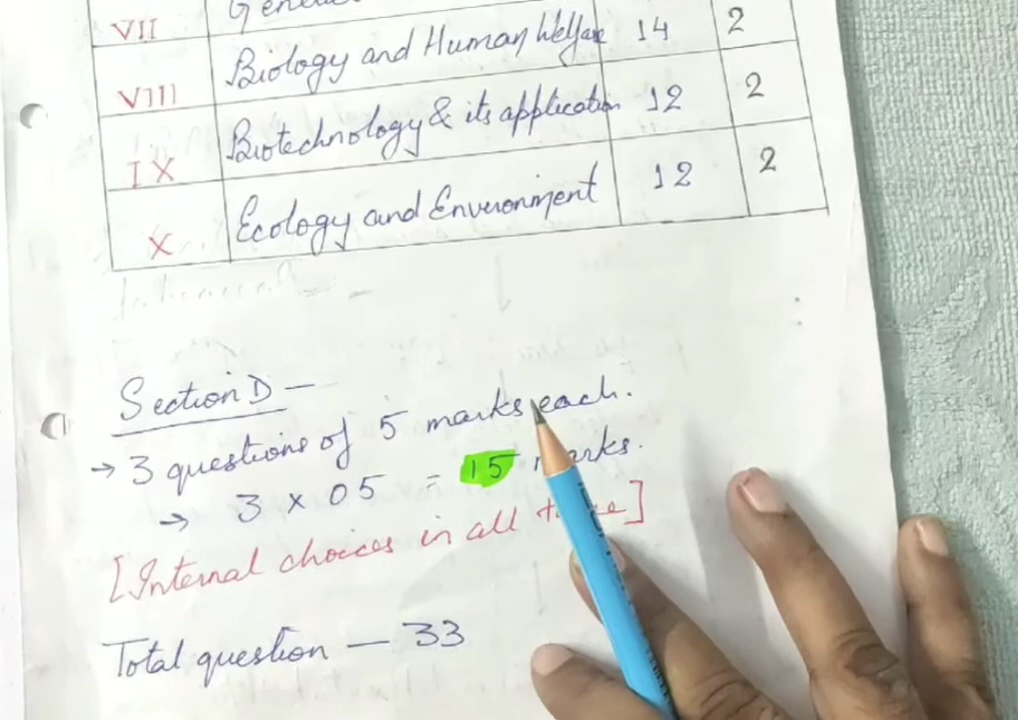 VII Genetics
VIII Biology and Human Welfare 14 2
IX Biotechnology & its application 12 2
X Ecology and Environment 12 2
Section D —
→ 3 questions of 5 marks each.
→ 3 × 05 = 15 marks.
[Internal choices in all three]
Total question — 33